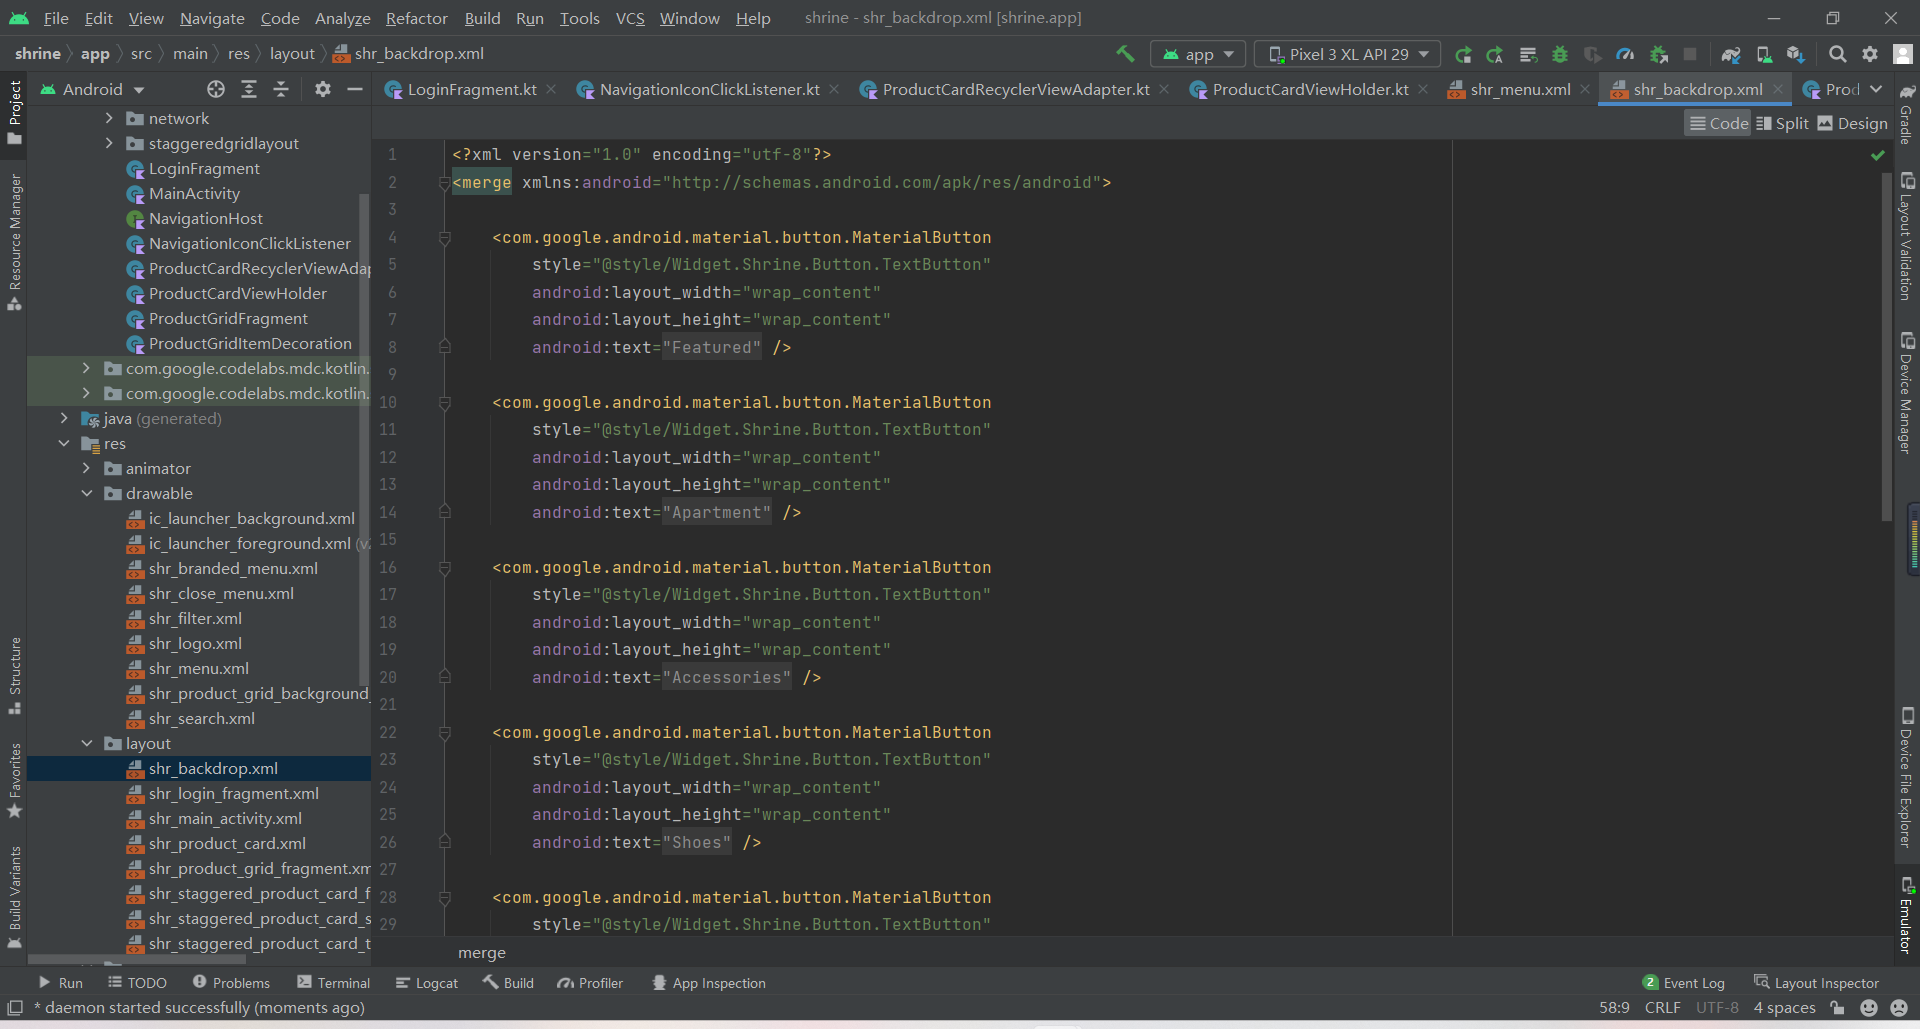 File Edit View Navigate Code Analyze Refactor Build Run Tools VCS Window Help shrine - shr_backdrop.xml [shrine.app]
shrine app src main res layout shr_backdrop.xml app Pixel 3 XL API 29
Android LoginFragment.kt NavigationIconClickListener.kt ProductCardRecyclerViewAdapter.kt ProductCardViewHolder.kt shr_menu.xml shr_backdrop.xml Prod
Code Split Design
Project
Resource Manager
Structure
Favorites
Build Variants
network
staggeredgridlayout
LoginFragment
MainActivity
NavigationHost
NavigationIconClickListener
ProductCardRecyclerViewAdap
ProductCardViewHolder
ProductGridFragment
ProductGridItemDecoration
com.google.codelabs.mdc.kotlin.
com.google.codelabs.mdc.kotlin.
java (generated)
res
animator
drawable
ic_launcher_background.xml
ic_launcher_foreground.xml (v2
shr_branded_menu.xml
shr_close_menu.xml
shr_filter.xml
shr_logo.xml
shr_menu.xml
shr_product_grid_background_
shr_search.xml
layout
shr_backdrop.xml
shr_login_fragment.xml
shr_main_activity.xml
shr_product_card.xml
shr_product_grid_fragment.xm
shr_staggered_product_card_f
shr_staggered_product_card_s
shr_staggered_product_card_t
1 <?xml version="1.0" encoding="utf-8"?>
2 <merge xmlns:android="http://schemas.android.com/apk/res/android">
3
4 <com.google.android.material.button.MaterialButton
5 style="@style/Widget.Shrine.Button.TextButton"
6 android:layout_width="wrap_content"
7 android:layout_height="wrap_content"
8 android:text="Featured" />
9
10 <com.google.android.material.button.MaterialButton
11 style="@style/Widget.Shrine.Button.TextButton"
12 android:layout_width="wrap_content"
13 android:layout_height="wrap_content"
14 android:text="Apartment" />
15
16 <com.google.android.material.button.MaterialButton
17 style="@style/Widget.Shrine.Button.TextButton"
18 android:layout_width="wrap_content"
19 android:layout_height="wrap_content"
20 android:text="Accessories" />
21
22 <com.google.android.material.button.MaterialButton
23 style="@style/Widget.Shrine.Button.TextButton"
24 android:layout_width="wrap_content"
25 android:layout_height="wrap_content"
26 android:text="Shoes" />
27
28 <com.google.android.material.button.MaterialButton
29 style="@style/Widget.Shrine.Button.TextButton"
merge
Gradle
Layout Validation
Device Manager
Device File Explorer
Emulator
Run TODO Problems Terminal Logcat Build Profiler App Inspection 2 Event Log Layout Inspector
* daemon started successfully (moments ago) 58:9 CRLF UTF-8 4 spaces